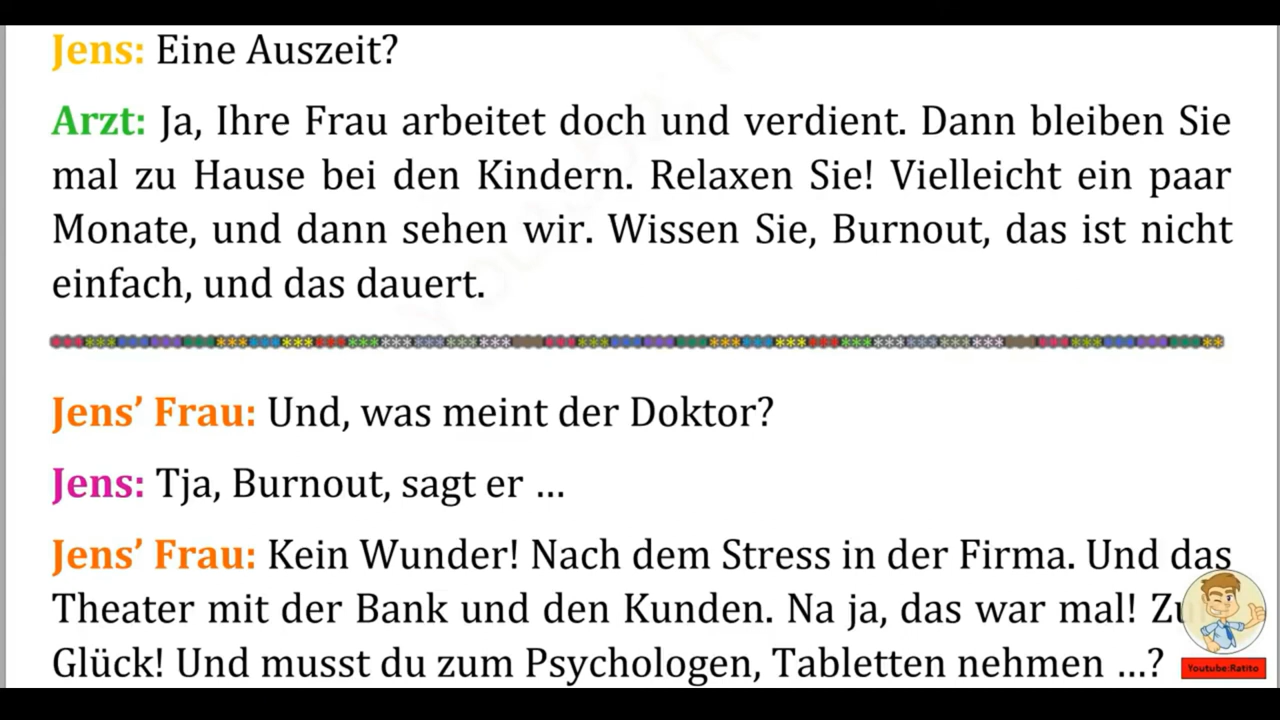 Jens: Eine Auszeit?
Arzt: Ja, Ihre Frau arbeitet doch und verdient. Dann bleiben Sie
mal zu Hause bei den Kindern. Relaxen Sie! Vielleicht ein paar
Monate, und dann sehen wir. Wissen Sie, Burnout, das ist nicht
einfach, und das dauert.
Jens’ Frau: Und, was meint der Doktor?
Jens: Tja, Burnout, sagt er …
Jens’ Frau: Kein Wunder! Nach dem Stress in der Firma. Und das
Theater mit der Bank und den Kunden. Na ja, das war mal! Zum
Glück! Und musst du zum Psychologen, Tabletten nehmen …?
Youtube:Ratito